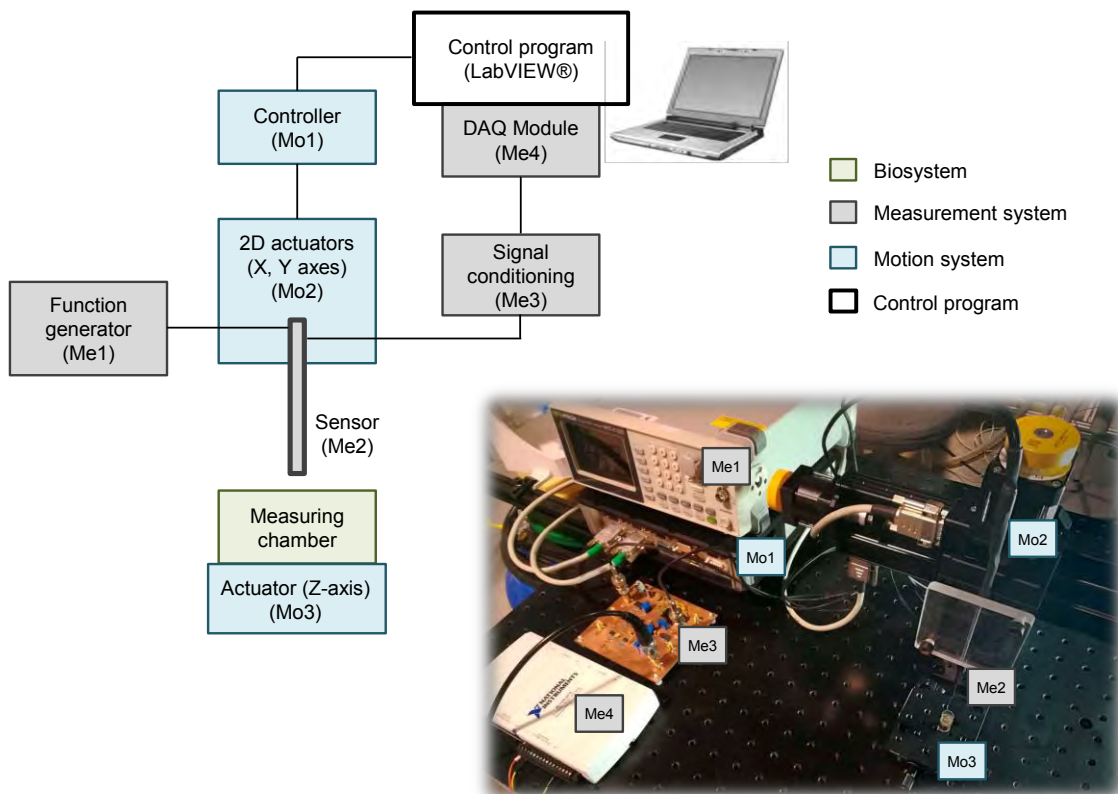 Control program
(LabVIEW®)
Controller
(Mo1)
DAQ Module
(Me4)
2D actuators
(X, Y axes)
(Mo2)
Signal
conditioning
(Me3)
Function
generator
(Me1)
Sensor
(Me2)
Measuring
chamber
Actuator (Z-axis)
(Mo3)
Biosystem
Measurement system
Motion system
Control program
Me1
Mo1
Mo2
Me3
Me2
NATIONAL
INSTRUMENTS
Me4
Mo3